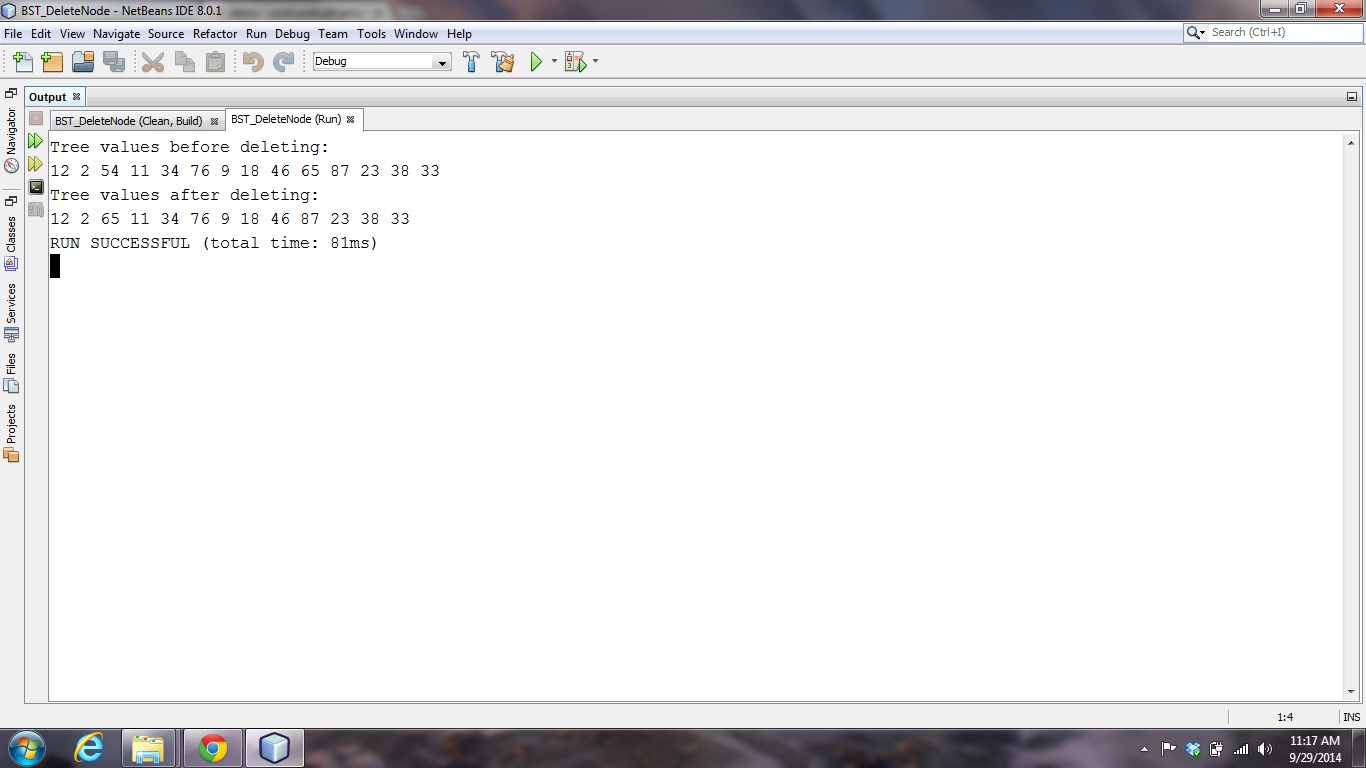 BST_DeleteNode - NetBeans IDE 8.0.1
File Edit View Navigate Source Refactor Run Debug Team Tools Window Help
Search (Ctrl+I)
Debug
Output
Navigator
Classes
Services
Files
Projects
BST_DeleteNode (Clean, Build)
BST_DeleteNode (Run)
Tree values before deleting:
12 2 54 11 34 76 9 18 46 65 87 23 38 33
Tree values after deleting:
12 2 65 11 34 76 9 18 46 87 23 38 33
RUN SUCCESSFUL (total time: 81ms)
1:4
INS
11:17 AM
9/29/2014